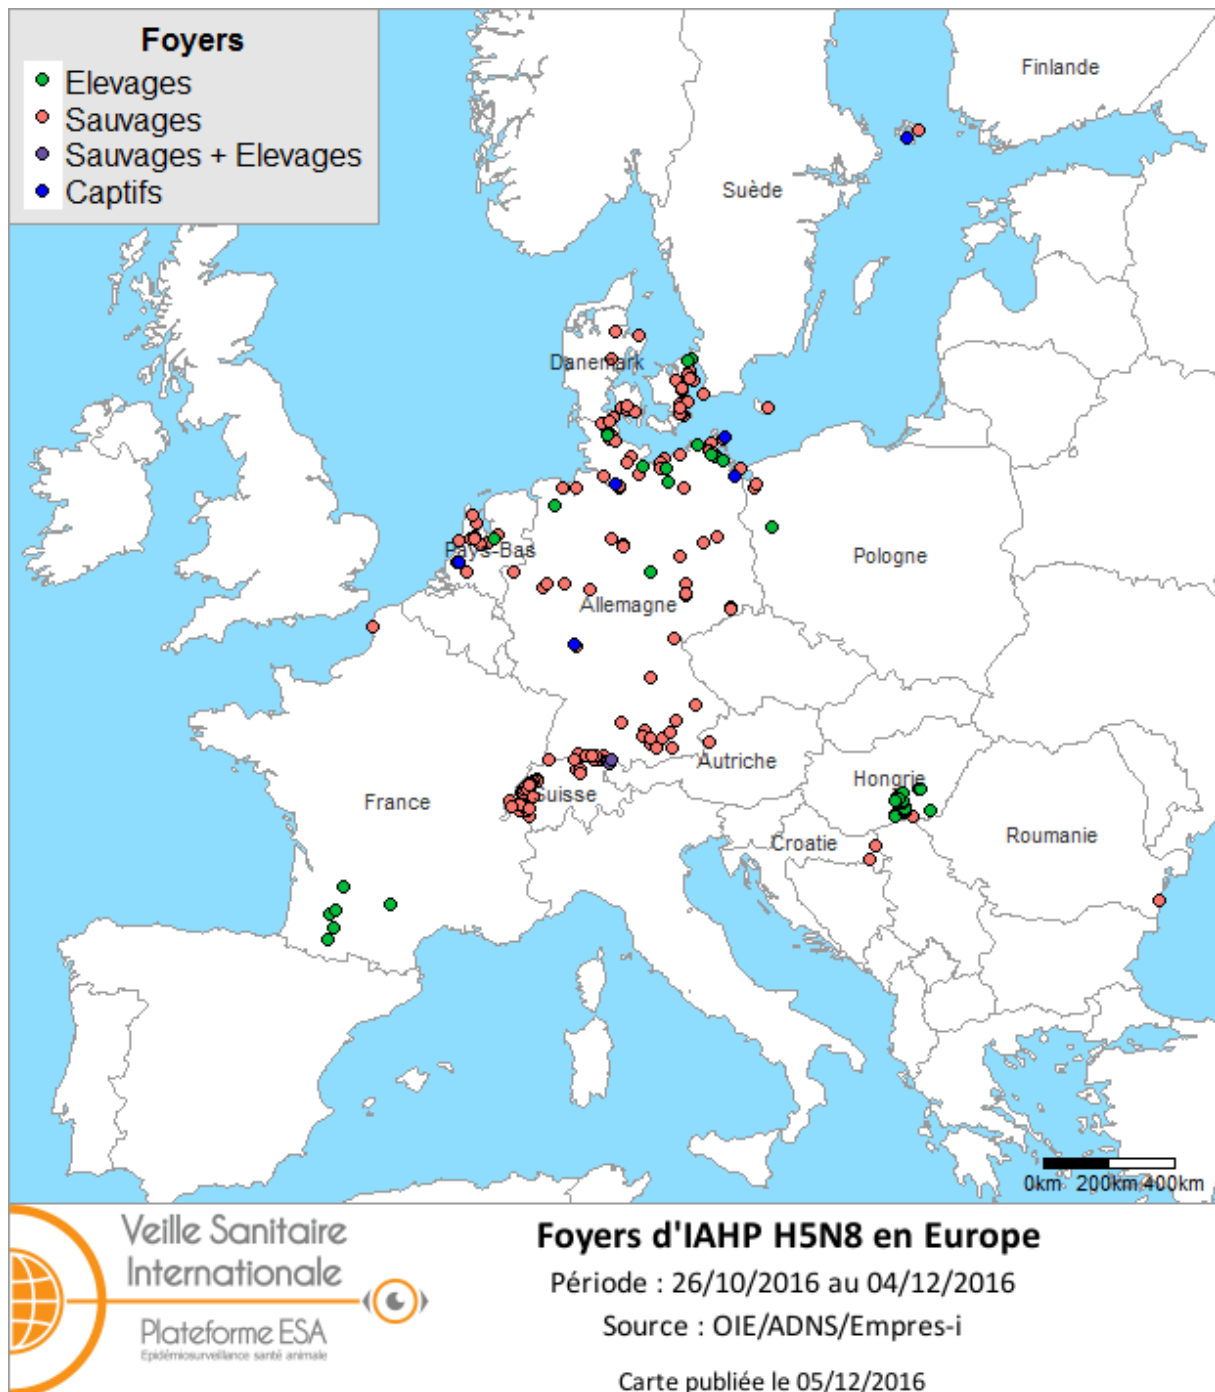 Foyers
Elevages
Sauvages
Sauvages + Elevages
Captifs
Finlande
Suède
Danemark
Pays-Bas
Pologne
Allemagne
Autriche
Hongrie
Suisse
France
Croatie
Roumanie
0km 200km 400km
Veille Sanitaire
Internationale
Plateforme ESA
Epidémiosurveillance santé animale
Foyers d'IAHP H5N8 en Europe
Période : 26/10/2016 au 04/12/2016
Source : OIE/ADNS/Empres-i
Carte publiée le 05/12/2016